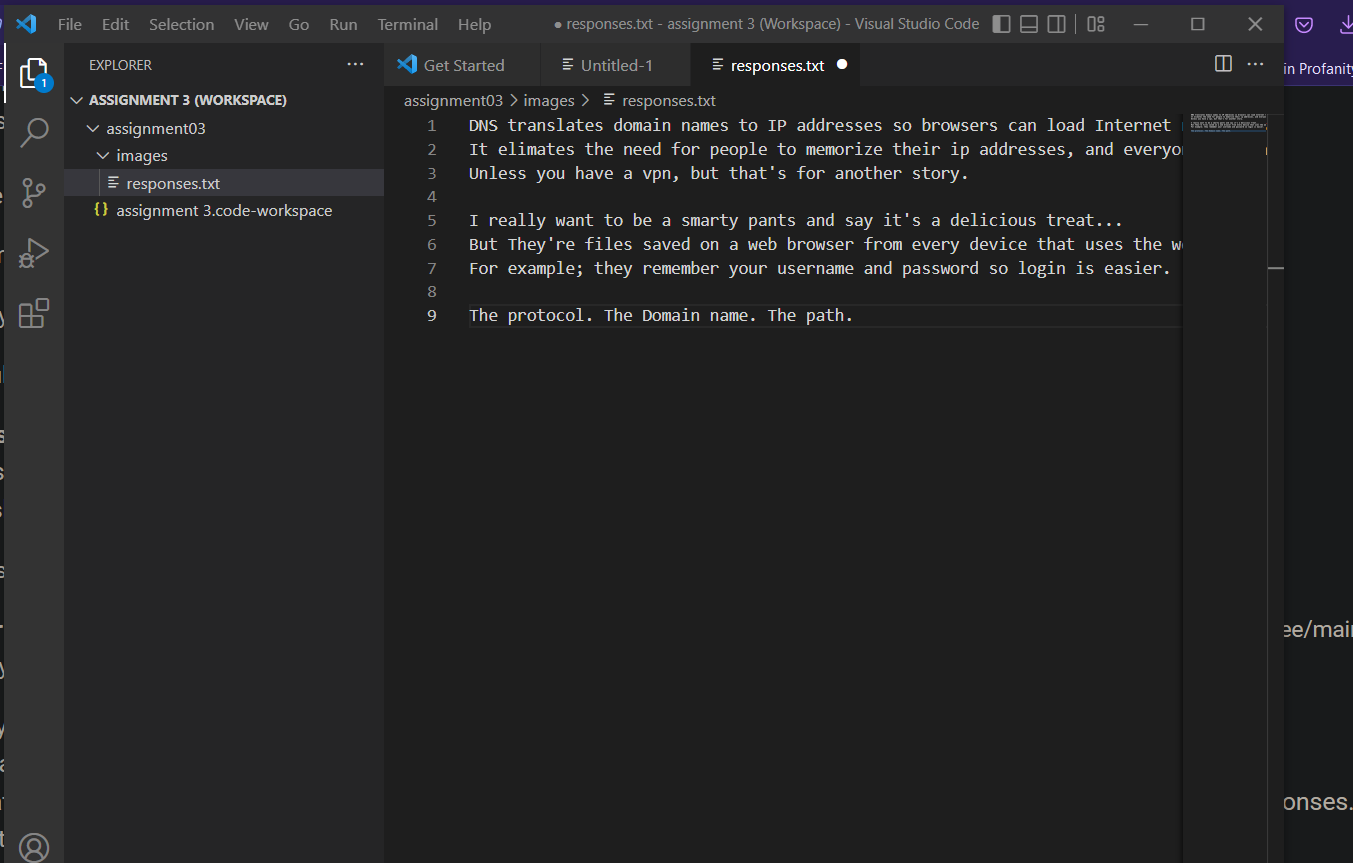 File Edit Selection View Go Run Terminal Help ● responses.txt - assignment 3 (Workspace) - Visual Studio Code
in Profanity
EXPLORER ...
Get Started Untitled-1 responses.txt ●
1
ASSIGNMENT 3 (WORKSPACE)
assignment03
images
responses.txt
{} assignment 3.code-workspace
assignment03 > images > responses.txt
1 DNS translates domain names to IP addresses so browsers can load Internet
2 It elimates the need for people to memorize their ip addresses, and everyo
3 Unless you have a vpn, but that's for another story.
4
5 I really want to be a smarty pants and say it's a delicious treat...
6 But They're files saved on a web browser from every device that uses the w
7 For example; they remember your username and password so login is easier.
8
9 The protocol. The Domain name. The path.
ee/main
onses.